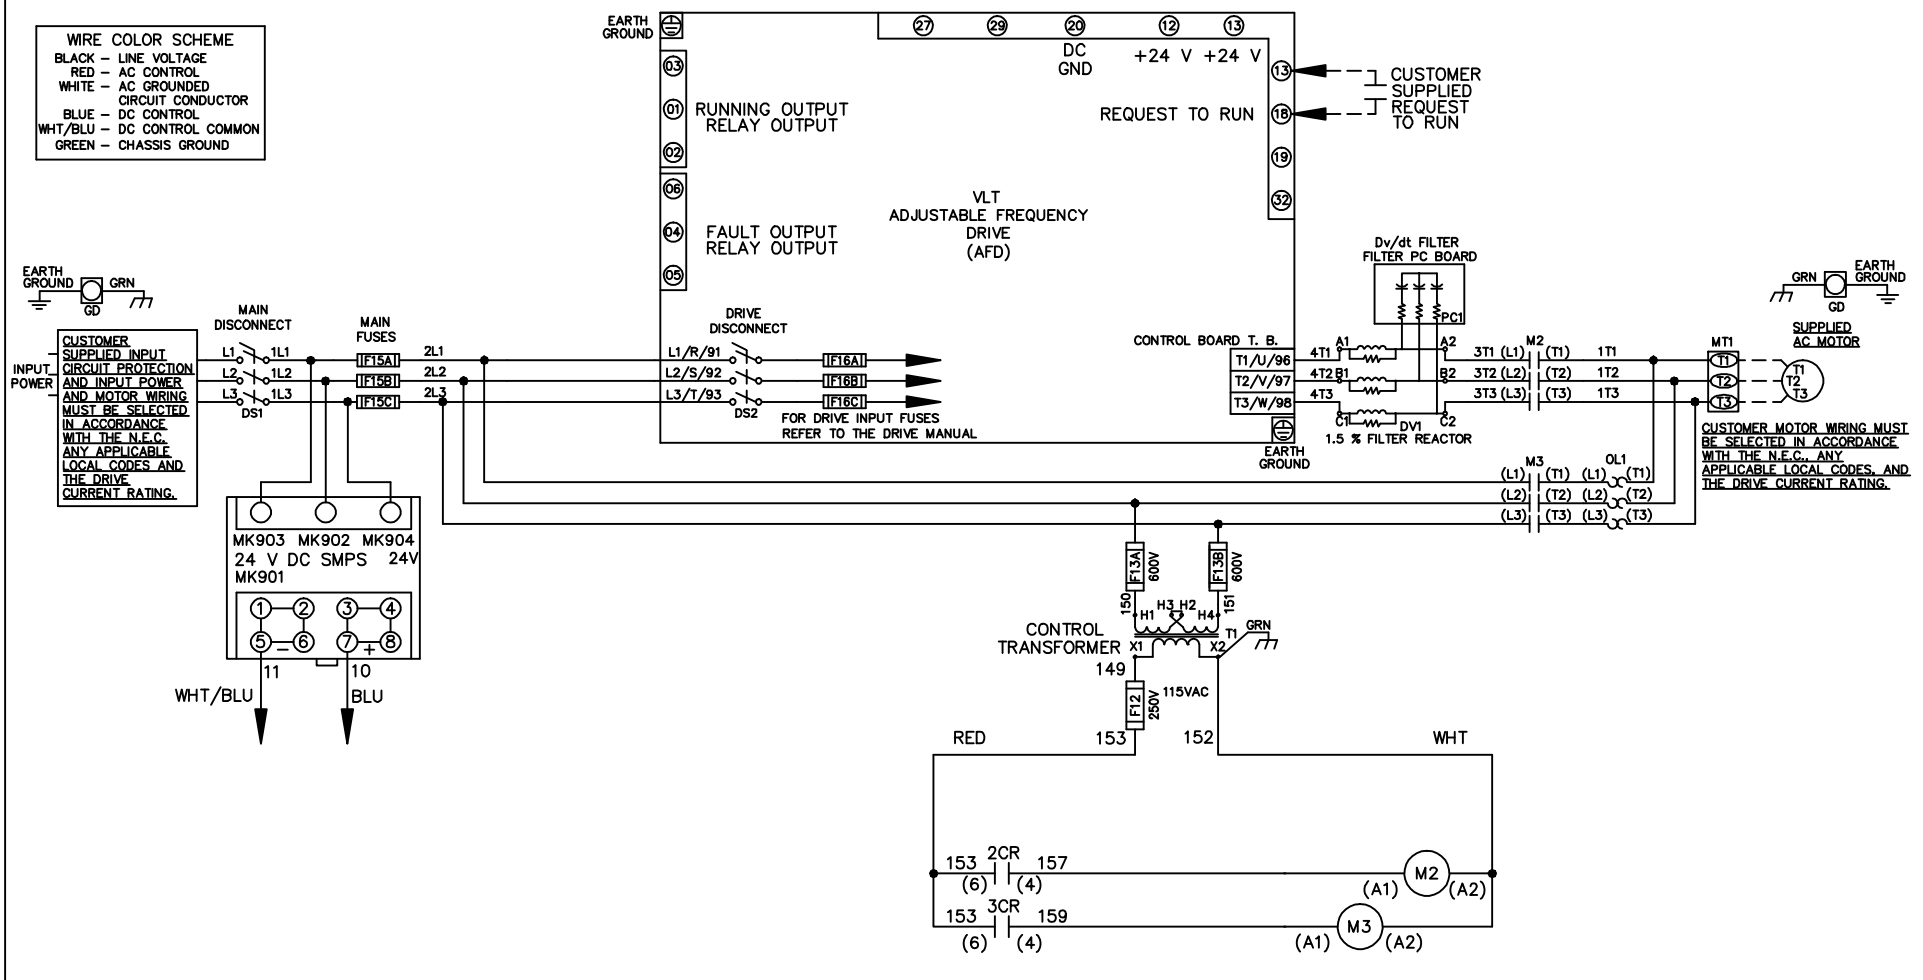 WIRE COLOR SCHEME
BLACK – LINE VOLTAGE
RED – AC CONTROL
WHITE – AC GROUNDED
CIRCUIT CONDUCTOR
BLUE – DC CONTROL
WHT/BLU – DC CONTROL COMMON
GREEN – CHASSIS GROUND
EARTH
GROUND
27 29 20 12 13
DC
GND
+24 V +24 V
03
01
02
RUNNING OUTPUT
RELAY OUTPUT
06
04
05
FAULT OUTPUT
RELAY OUTPUT
VLT
ADJUSTABLE FREQUENCY
DRIVE
(AFD)
REQUEST TO RUN
13
18
19
32
CUSTOMER
SUPPLIED
REQUEST
TO RUN
EARTH
GROUND
GRN
GD
INPUT
POWER
CUSTOMER
SUPPLIED INPUT
CIRCUIT PROTECTION
AND INPUT POWER
AND MOTOR WIRING
MUST BE SELECTED
IN ACCORDANCE
WITH THE N.E.C.
ANY APPLICABLE
LOCAL CODES AND
THE DRIVE
CURRENT RATING.
MAIN
DISCONNECT
L1 1L1
L2 1L2
L3 1L3
DS1
MAIN
FUSES
F15A 2L1
F15B 2L2
F15C 2L3
DRIVE
DISCONNECT
L1/R/91 F16A
L2/S/92 F16B
L3/T/93 F16C
DS2
FOR DRIVE INPUT FUSES
REFER TO THE DRIVE MANUAL
CONTROL BOARD T. B.
T1/U/96
T2/V/97
T3/W/98
EARTH
GROUND
Dv/dt FILTER
FILTER PC BOARD
PC1
4T1 A1 A2
4T2 B1 B2
4T3
C1 DV1 C2
1.5 % FILTER REACTOR
M2
3T1 (L1) (T1) 1T1
3T2 (L2) (T2) 1T2
3T3 (L3) (T3) 1T3
M3 OL1
(L1) (T1) (L1) (T1)
(L2) (T2) (L2) (T2)
(L3) (T3) (L3) (T3)
GRN
GD
EARTH
GROUND
SUPPLIED
AC MOTOR
MT1
T1
T2
T3
T1
T2
T3
CUSTOMER MOTOR WIRING MUST
BE SELECTED IN ACCORDANCE
WITH THE N.E.C., ANY
APPLICABLE LOCAL CODES, AND
THE DRIVE CURRENT RATING.
MK903 MK902 MK904
24 V DC SMPS 24V
MK901
1 2 3 4
5 – 6 7 + 8
11 10
WHT/BLU BLU
F13A 600V F13B 600V
150 151
H1 H3 H2 H4
T1
GRN
CONTROL
TRANSFORMER
X1 X2
149
F12 250V
115VAC
153 152
RED WHT
153 2CR 157
(6) (4)
(A1) M2 (A2)
153 3CR 159
(6) (4)
(A1) M3 (A2)